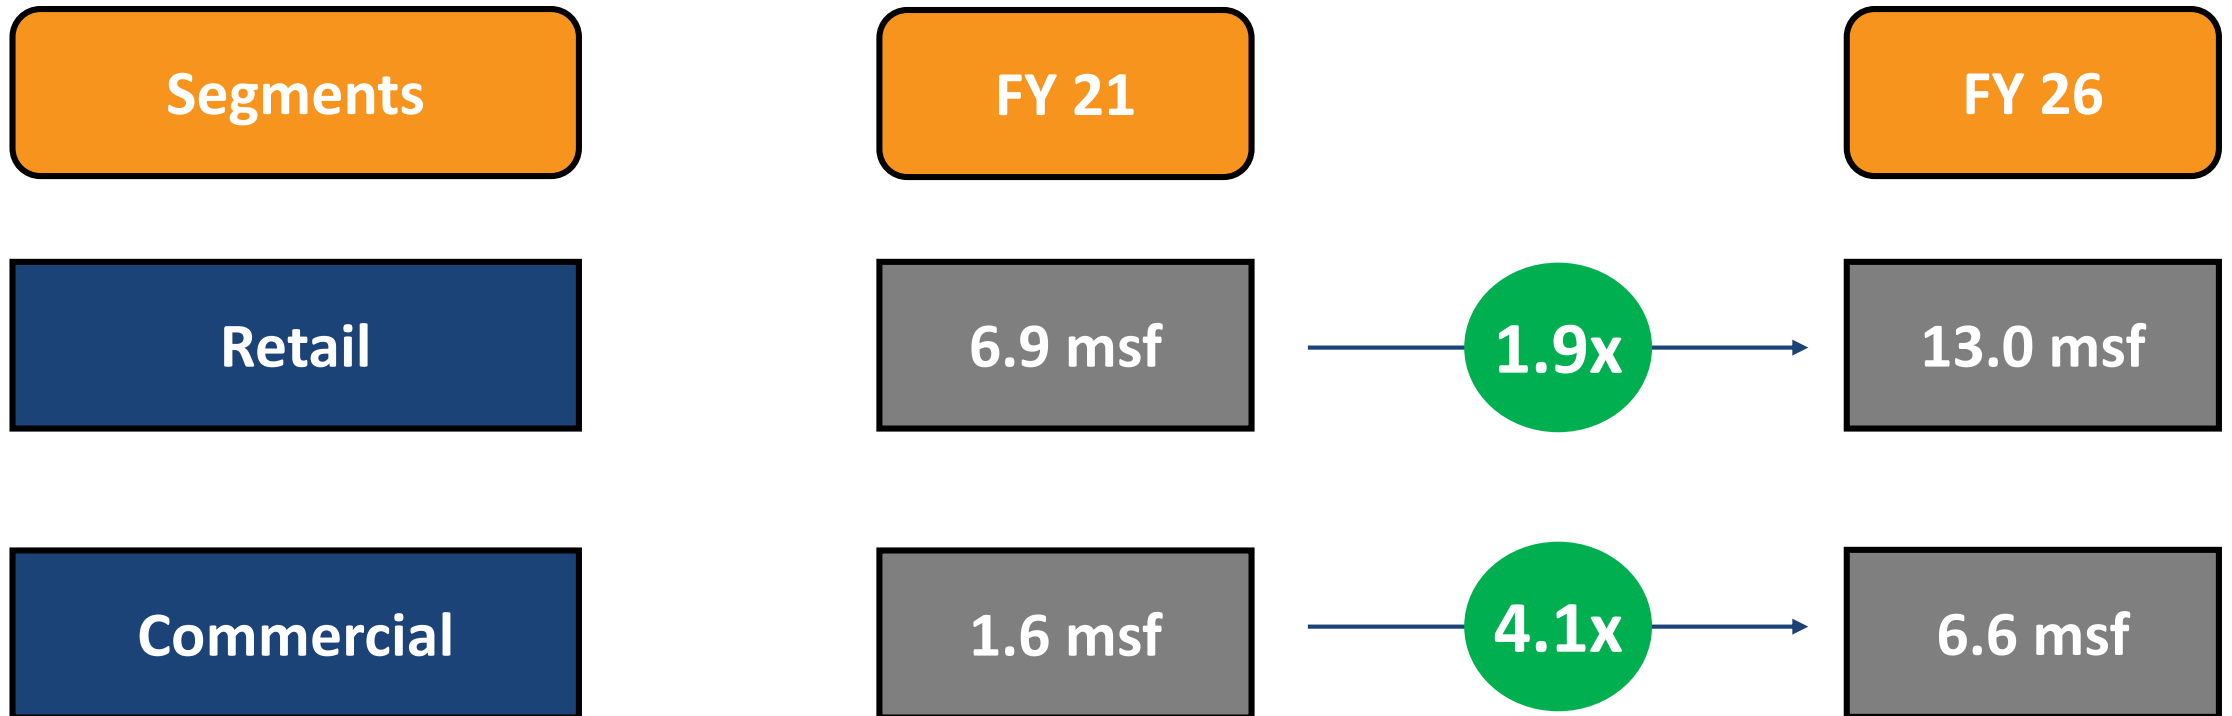 Segments FY 21 FY 26
Retail 6.9 msf 1.9x 13.0 msf
Commercial 1.6 msf 4.1x 6.6 msf